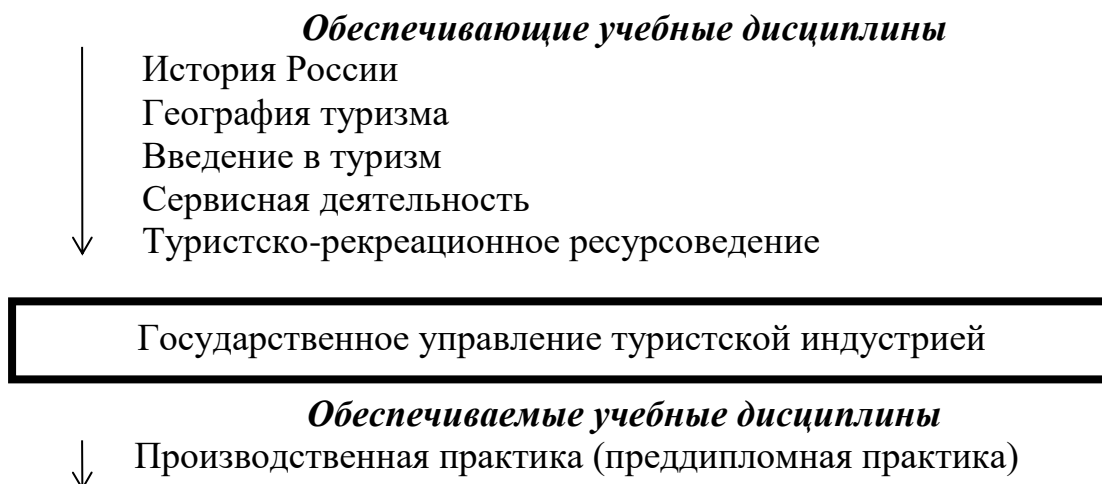 Обеспечивающие учебные дисциплины
История России
География туризма
Введение в туризм
Сервисная деятельность
Туристско-рекреационное ресурсоведение
Государственное управление туристской индустрией
Обеспечиваемые учебные дисциплины
Производственная практика (преддипломная практика)